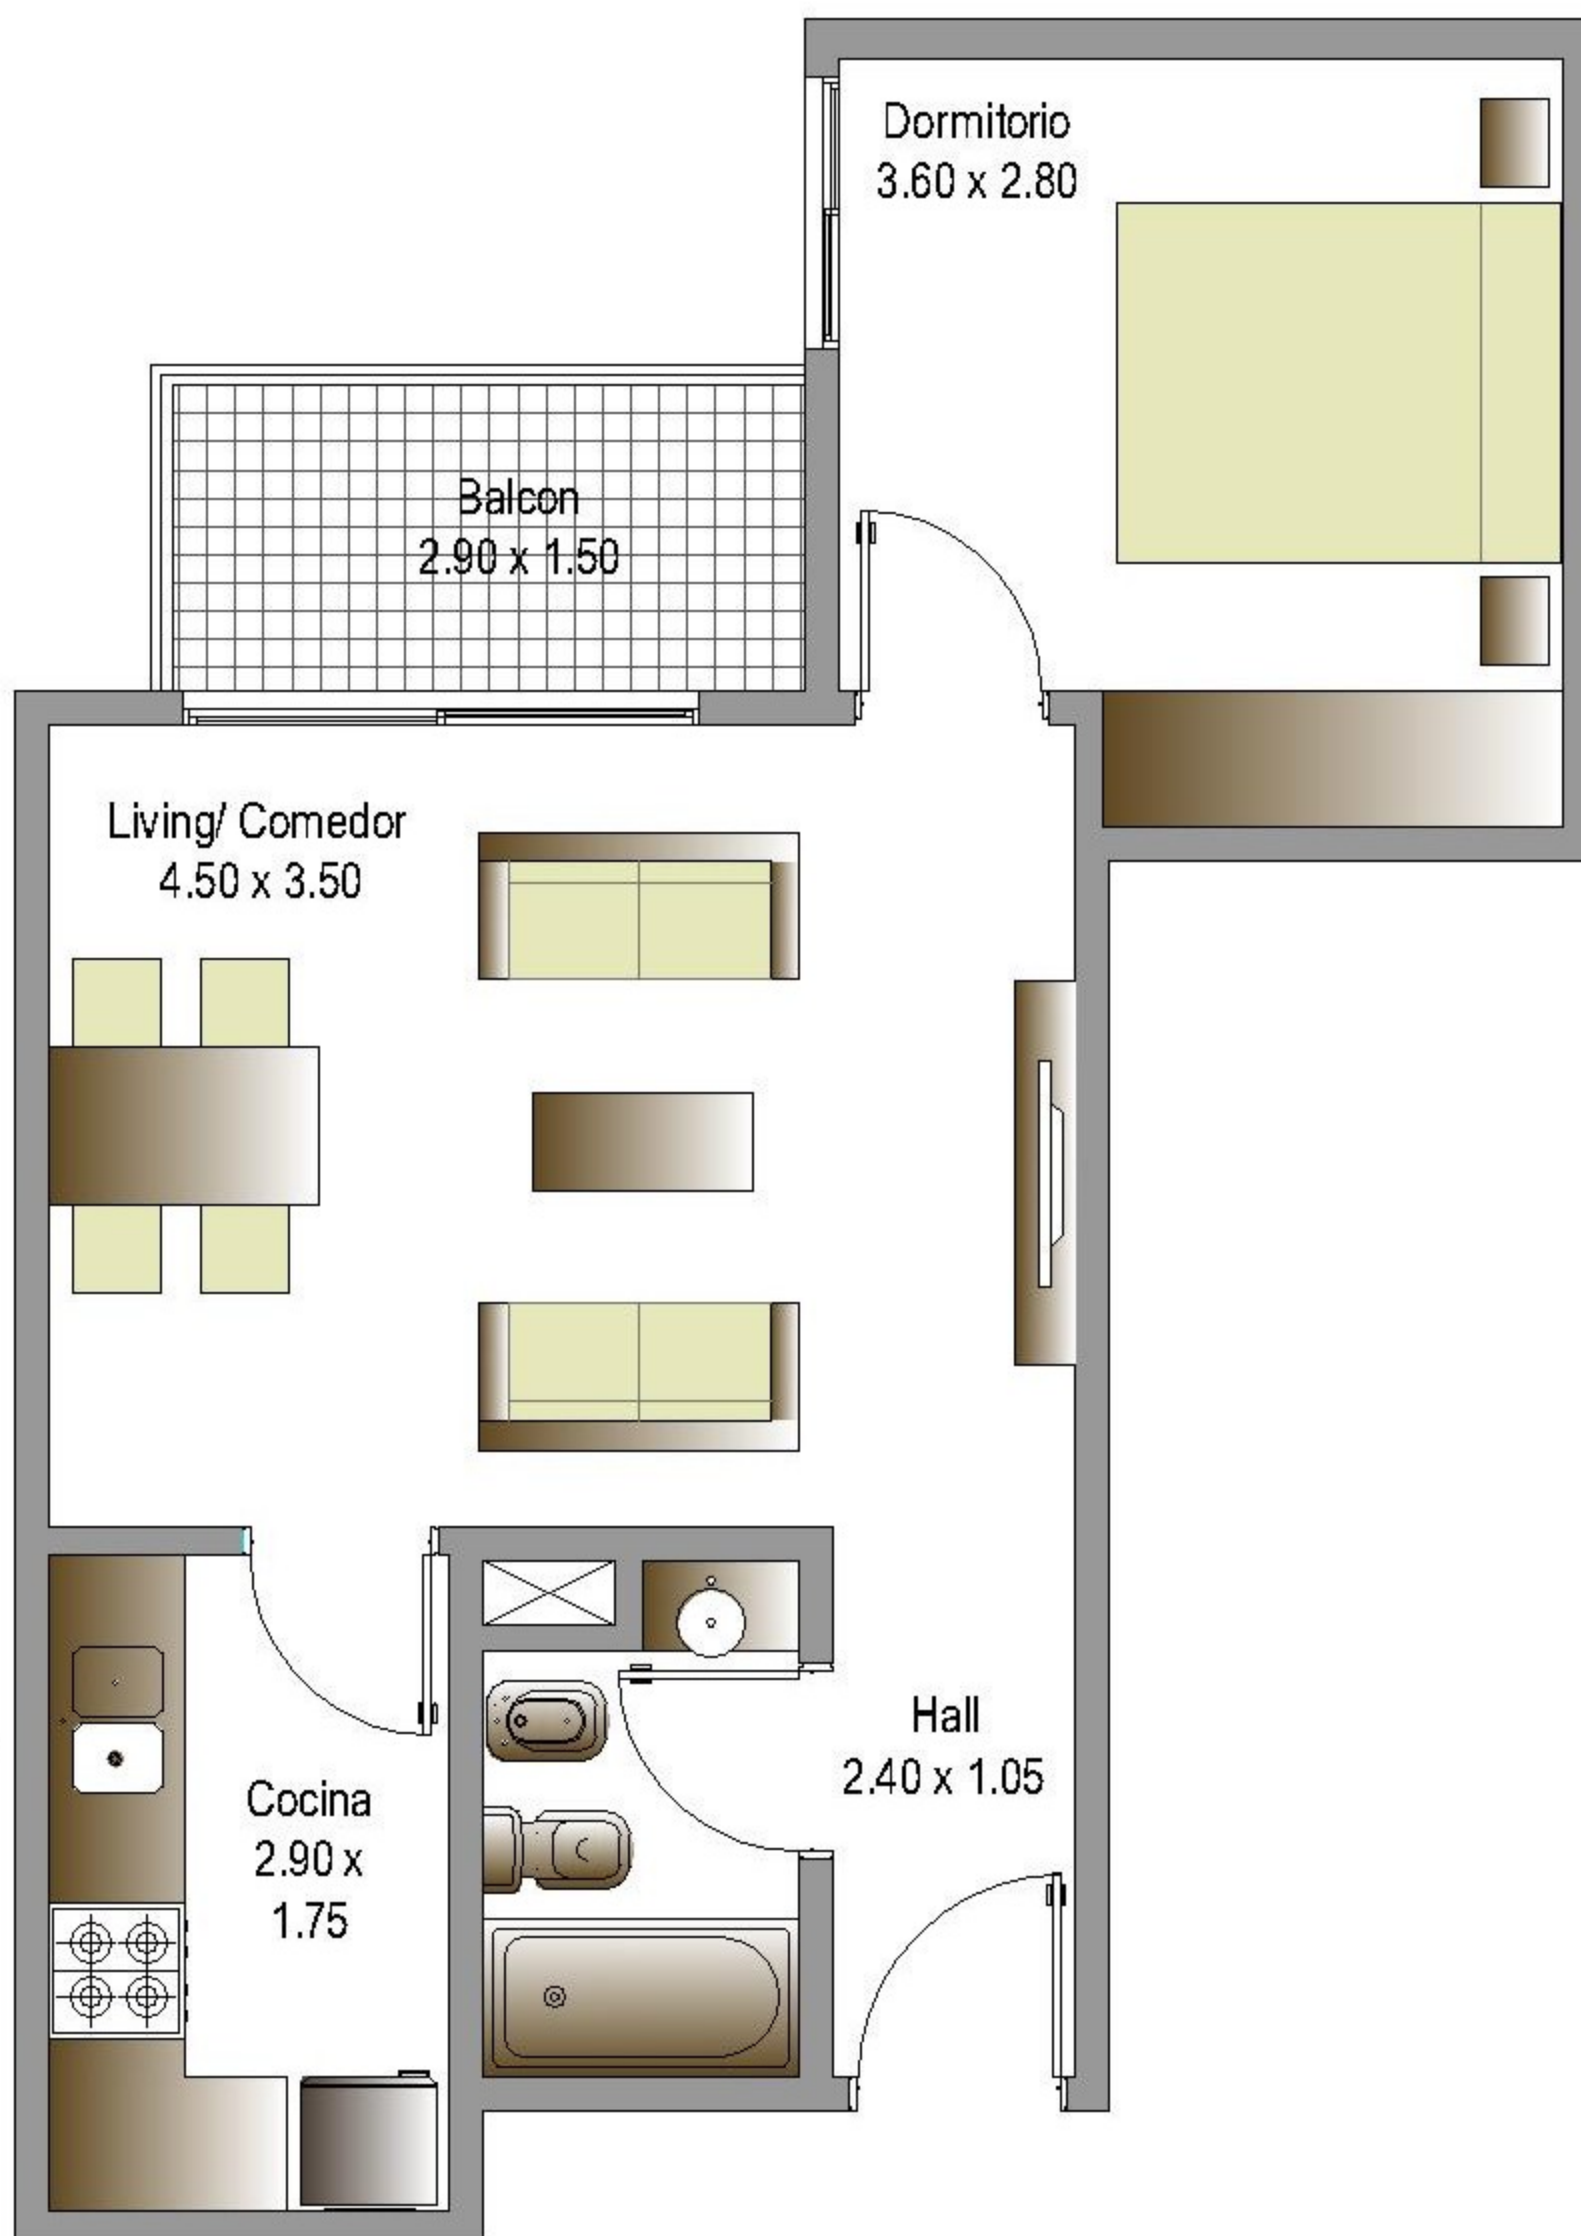 Dormitorio
3.60 x 2.80
Balcon
2.90 x 1.50
Living/ Comedor
4.50 x 3.50
Hall
2.40 x 1.05
Cocina
2.90 x
1.75